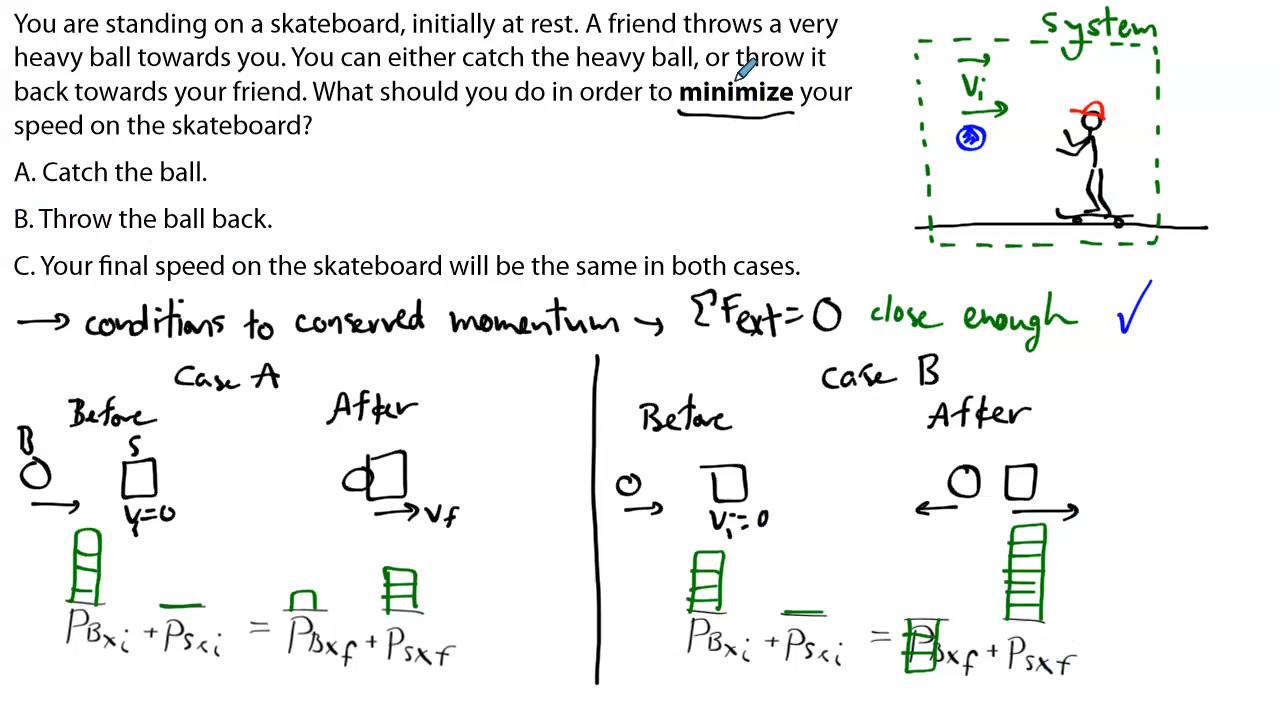 You are standing on a skateboard, initially at rest. A friend throws a very
heavy ball towards you. You can either catch the heavy ball, or throw it
back towards your friend. What should you do in order to minimize your
speed on the skateboard?
A. Catch the ball.
B. Throw the ball back.
C. Your final speed on the skateboard will be the same in both cases.
System
Vi
→ conditions to conserved momentum → ΣFext = 0 close enough ✓
Case A
Before After
B S
Vi=0 Vf
PBxi + PSxi = PBxf + PSxf
Case B
Before After
Vi=0
PBxi + PSxi = PBxf + PSxf